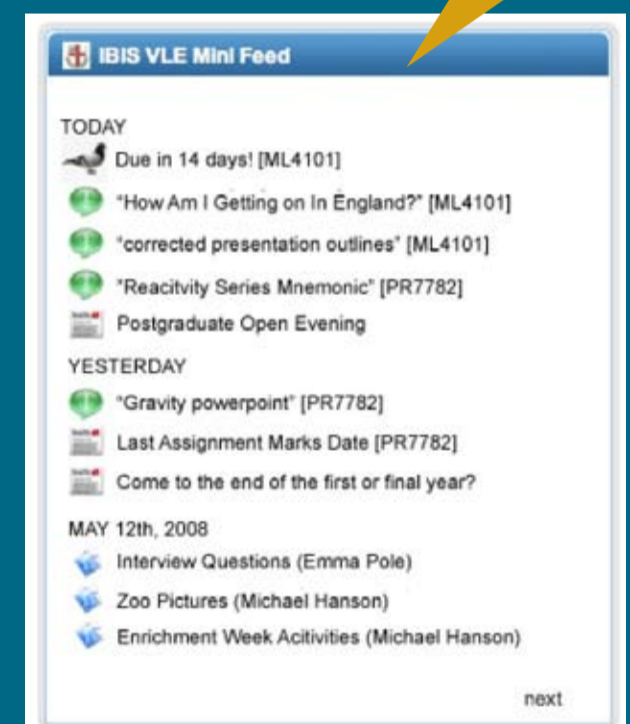 IBIS VLE Mini Feed
TODAY
Due in 14 days! [ML4101]
"How Am I Getting on In England?" [ML4101]
"corrected presentation outlines" [ML4101]
"Reacitvity Series Mnemonic" [PR7782]
Postgraduate Open Evening
YESTERDAY
"Gravity powerpoint" [PR7782]
Last Assignment Marks Date [PR7782]
Come to the end of the first or final year?
MAY 12th, 2008
Interview Questions (Emma Pole)
Zoo Pictures (Michael Hanson)
Enrichment Week Acitivities (Michael Hanson)
next